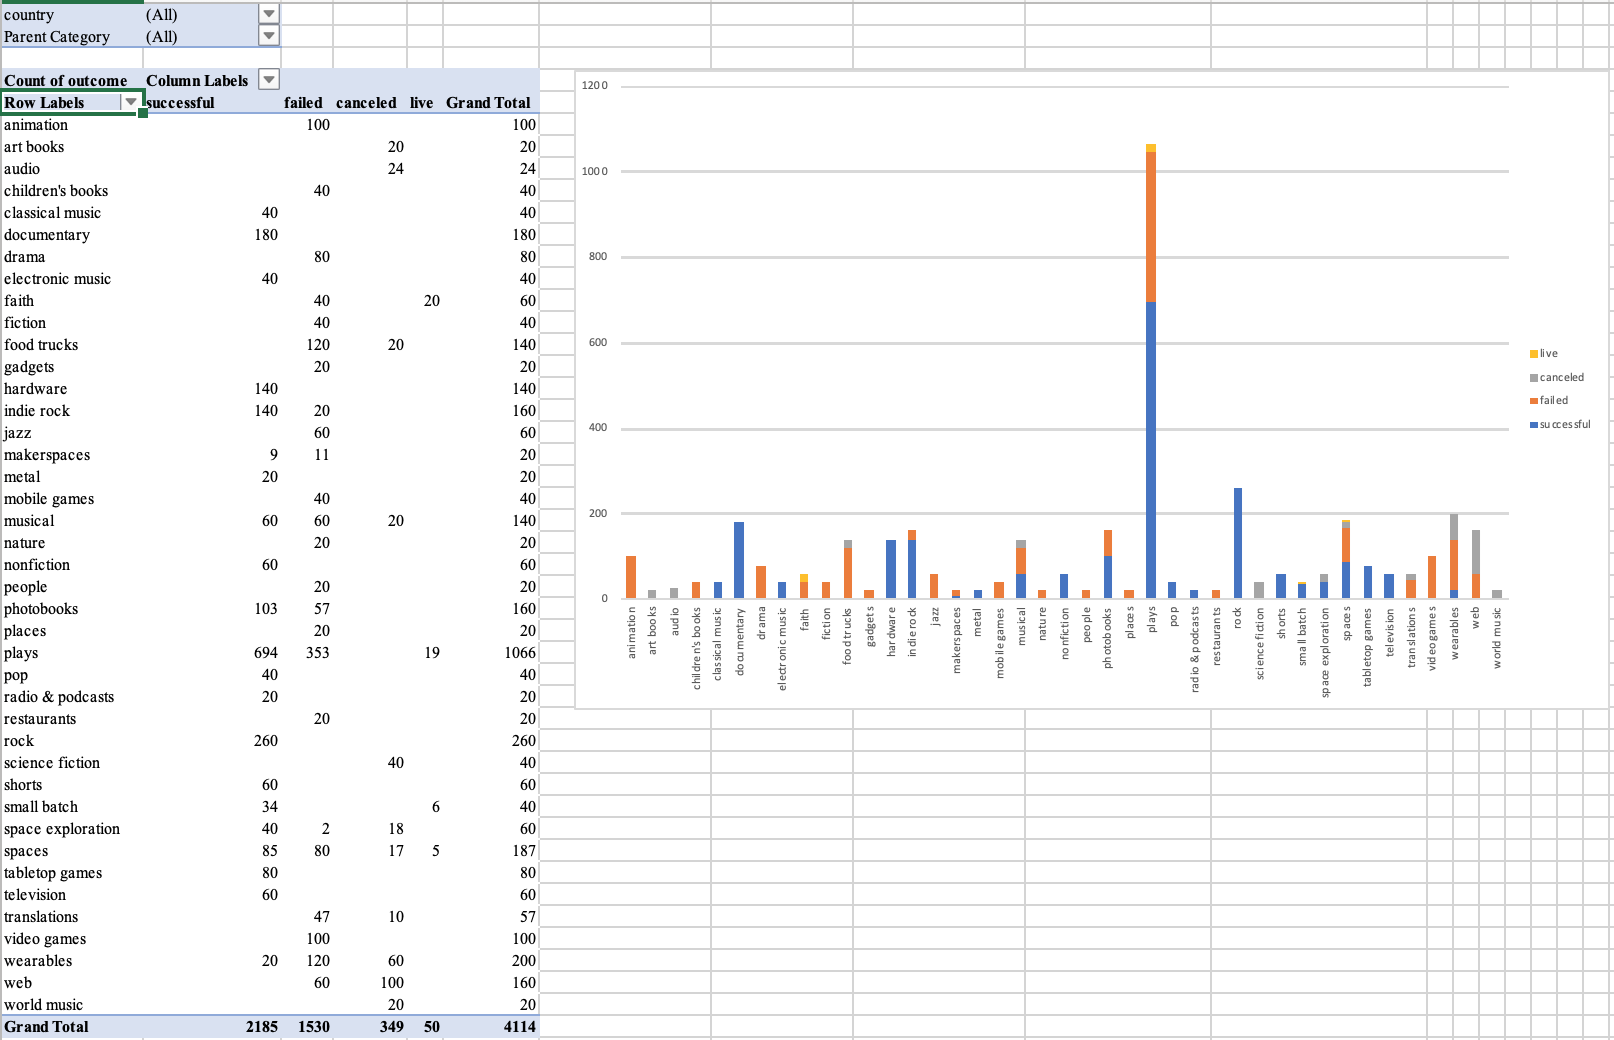 country (All)
Parent Category (All)
Count of outcome Column Labels
Row Labels successful failed canceled live Grand Total
animation 100 100
art books 20 20
audio 24 24
children's books 40 40
classical music 40 40
documentary 180 180
drama 80 80
electronic music 40 40
faith 40 20 60
fiction 40 40
food trucks 120 20 140
gadgets 20 20
hardware 140 140
indie rock 140 20 160
jazz 60 60
makerspaces 9 11 20
metal 20 20
mobile games 40 40
musical 60 60 20 140
nature 20 20
nonfiction 60 60
people 20 20
photobooks 103 57 160
places 20 20
plays 694 353 19 1066
pop 40 40
radio & podcasts 20 20
restaurants 20 20
rock 260 260
science fiction 40 40
shorts 60 60
small batch 34 6 40
space exploration 40 2 18 60
spaces 85 80 17 5 187
tabletop games 80 80
television 60 60
translations 47 10 57
video games 100 100
wearables 20 120 60 200
web 60 100 160
world music 20 20
Grand Total 2185 1530 349 50 4114
1200
1000
800
600
400
200
0
animation
art books
audio
children's books
classical music
documentary
drama
electronic music
faith
fiction
food trucks
gadgets
hardware
indie rock
jazz
makerspaces
metal
mobile games
musical
nature
nonfiction
people
photobooks
places
plays
pop
radio & podcasts
restaurants
rock
science fiction
shorts
small batch
space exploration
spaces
tabletop games
television
translations
video games
wearables
web
world music
live
canceled
failed
successful